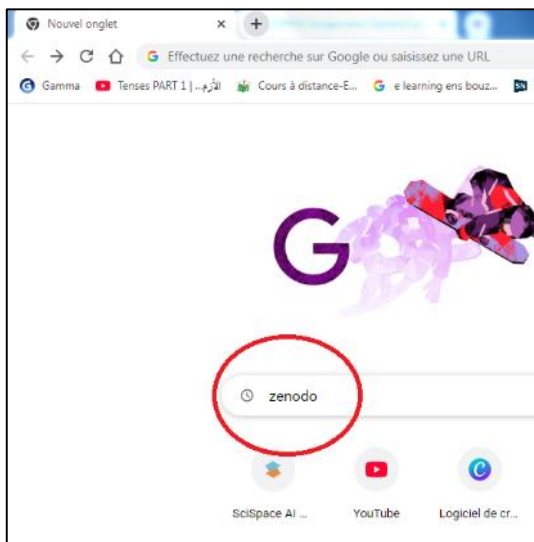 Nouvel onglet
Effectuez une recherche sur Google ou saisissez une URL
Gamma Tenses PART 1 | ...الأزم Cours à distance-E... e learning ens bouz...
G
zenodo
SciSpace AI ... YouTube Logiciel de cr...